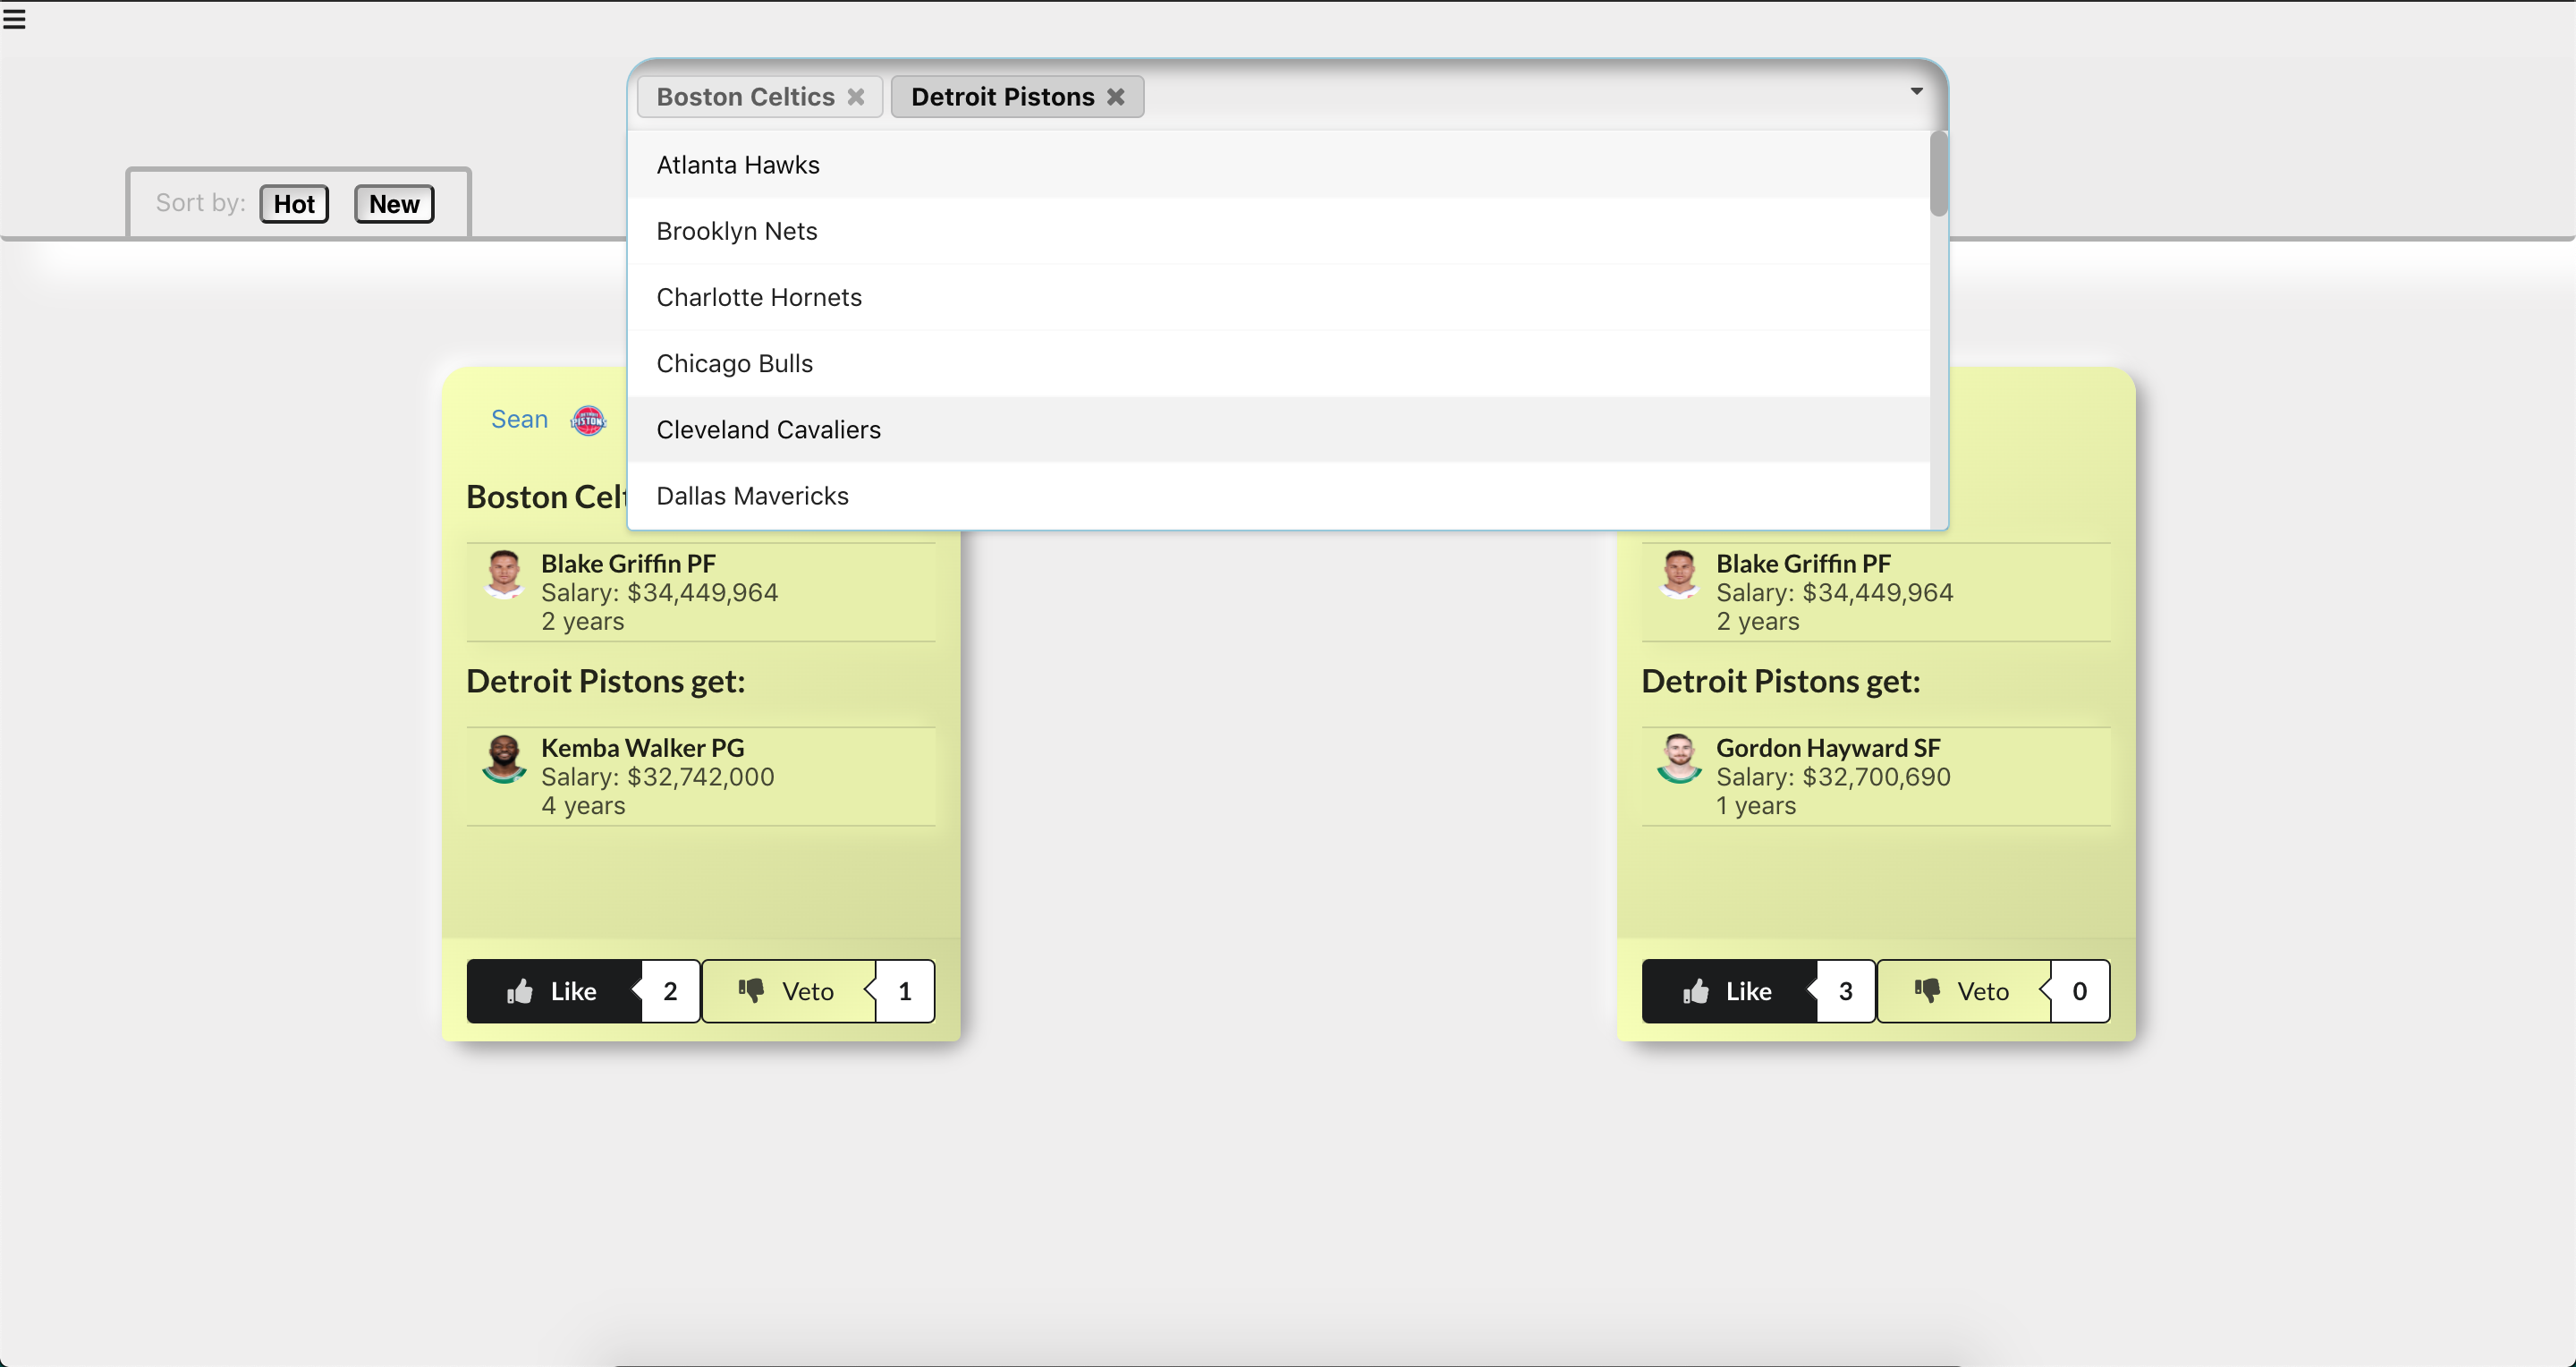 Boston Celtics
Detroit Pistons
Atlanta Hawks
Sort by: Hot New
Brooklyn Nets
Charlotte Hornets
Chicago Bulls
Cleveland Cavaliers
Dallas Mavericks
Sean
PISTONS
Boston Cel
Blake Griffin PF
Salary: $34,449,964
2 years
Detroit Pistons get:
Kemba Walker PG
Salary: $32,742,000
4 years
Like 2 Veto 1
Blake Griffin PF
Salary: $34,449,964
2 years
Detroit Pistons get:
Gordon Hayward SF
Salary: $32,700,690
1 years
Like 3 Veto 0